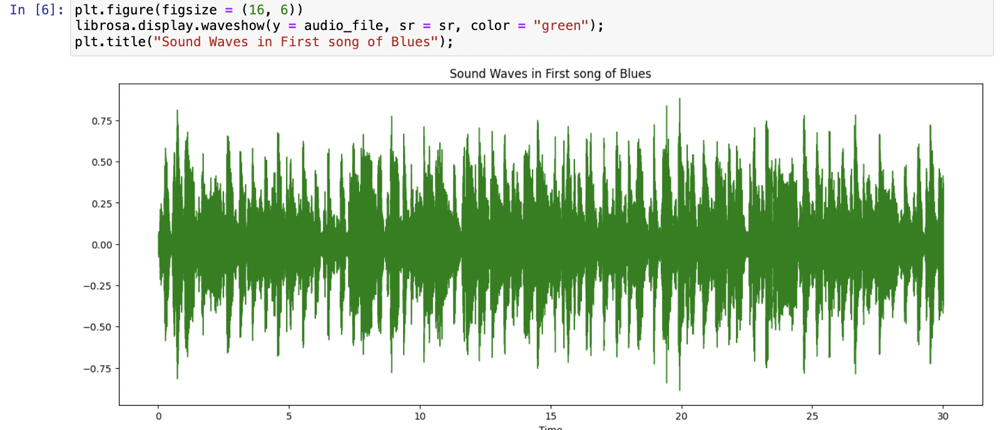 In [6]: plt.figure(figsize = (16, 6))
librosa.display.waveshow(y = audio_file, sr = sr, color = "green");
plt.title("Sound Waves in First song of Blues");
Sound Waves in First song of Blues
0.75
0.50
0.25
0.00
−0.25
−0.50
−0.75
0 5 10 15 20 25 30
Time